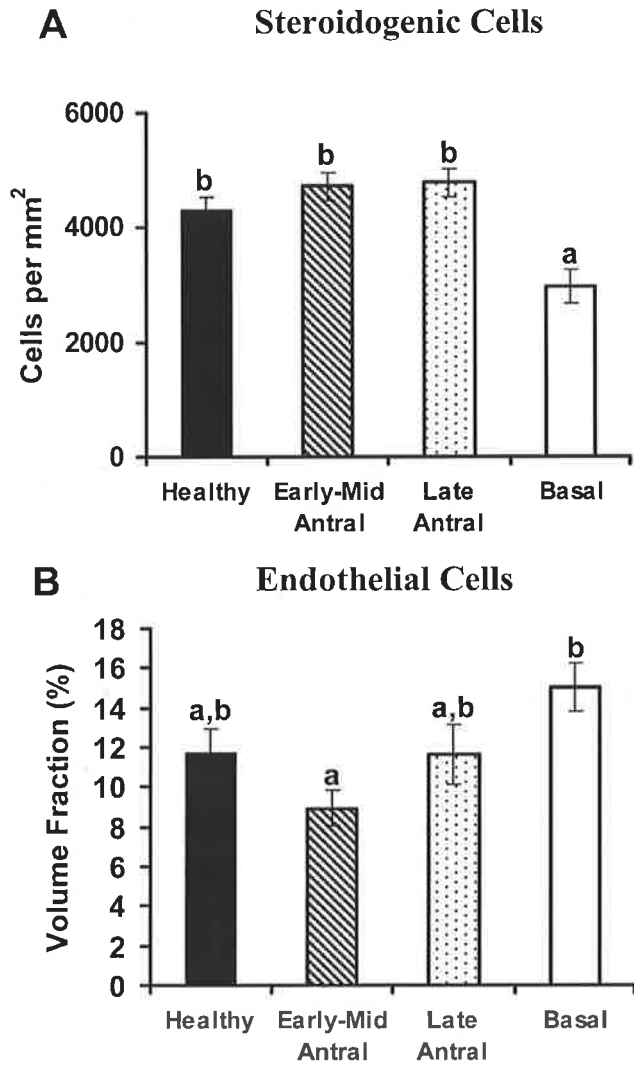 A Steroidogenic Cells
6000
4000
2000
0
Cells per mm²
b
b
b
a
Healthy
Early-Mid
Antral
Late
Antral
Basal
B Endothelial Cells
18
16
14
12
10
8
6
4
2
0
Volume Fraction (%)
a,b
a
a,b
b
Healthy
Early-Mid
Antral
Late
Antral
Basal